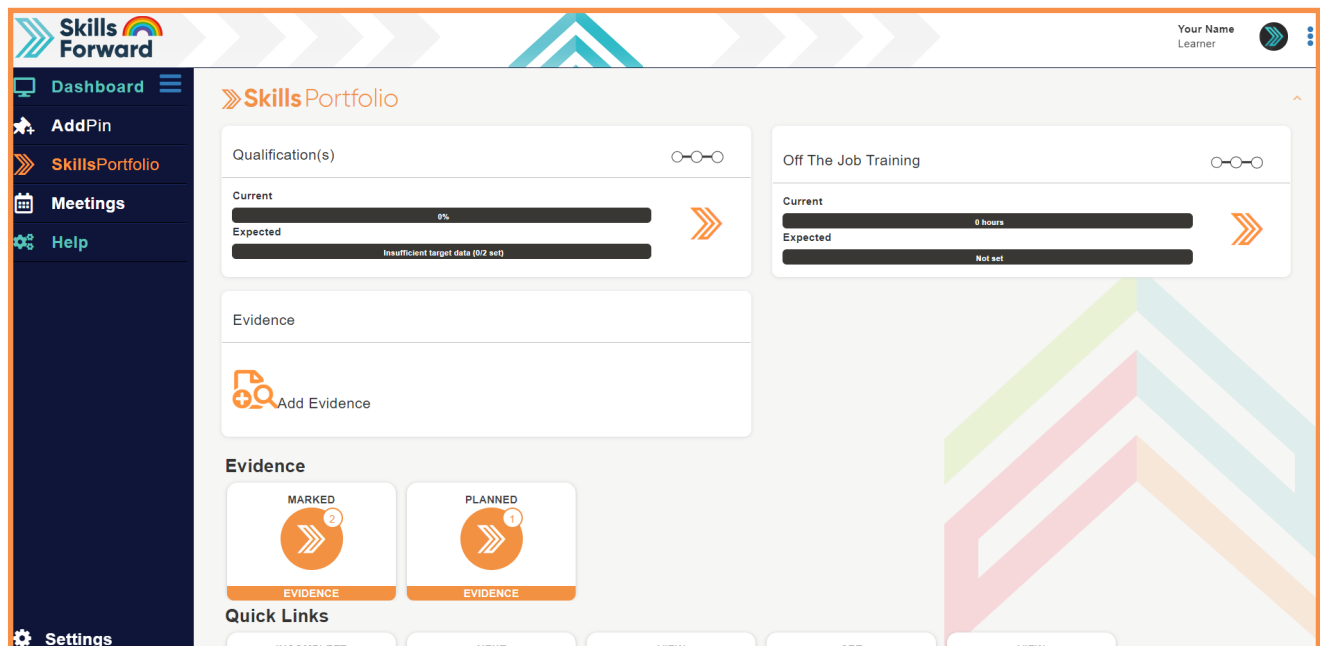 Skills
Forward
Your Name
Learner
Dashboard
AddPin
SkillsPortfolio
Meetings
Help
Settings
SkillsPortfolio
Qualification(s)
Current
0%
Expected
Insufficient target data (0/2 set)
Off The Job Training
Current
0 hours
Expected
Not set
Evidence
Add Evidence
Evidence
MARKED
2
EVIDENCE
PLANNED
1
EVIDENCE
Quick Links